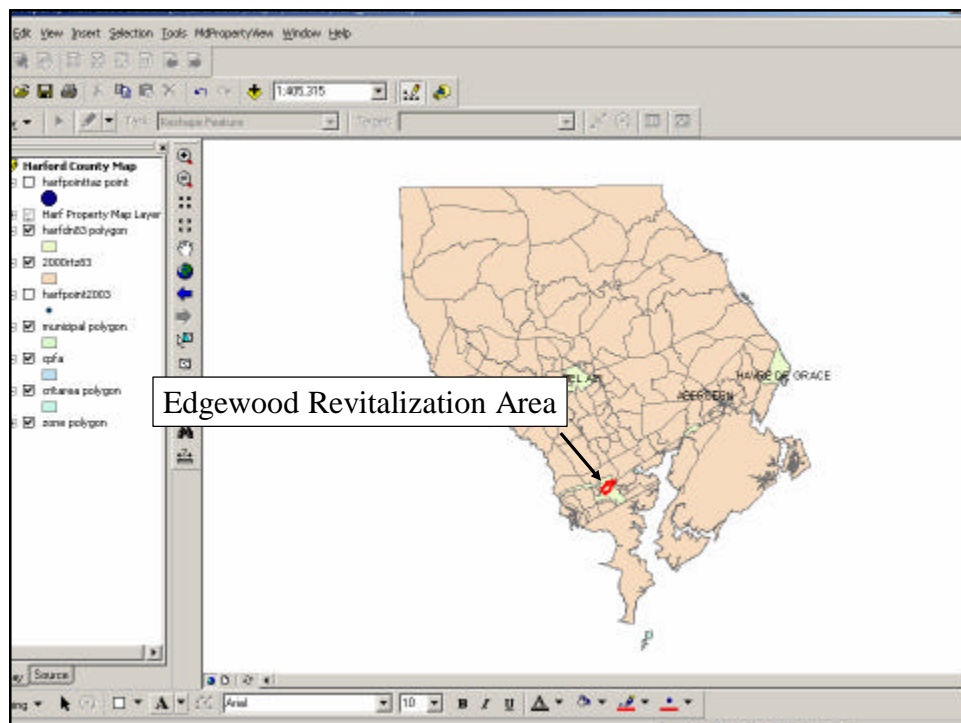 Edit View Insert Selection Tools MdPropertyView Window Help
1:405,315
Task: Reshape Feature Target:
Harford County Map
harfpointtaz point
Harf Property Map Layer
harfdn83 polygon
2000rtz83
harfpoint2003
municipal polygon
cpfa
critarea polygon
zone polygon
HAVRE DE GRACE
ABERDEEN
EL AIR
Edgewood Revitalization Area
Source
Arial 10 B I U A